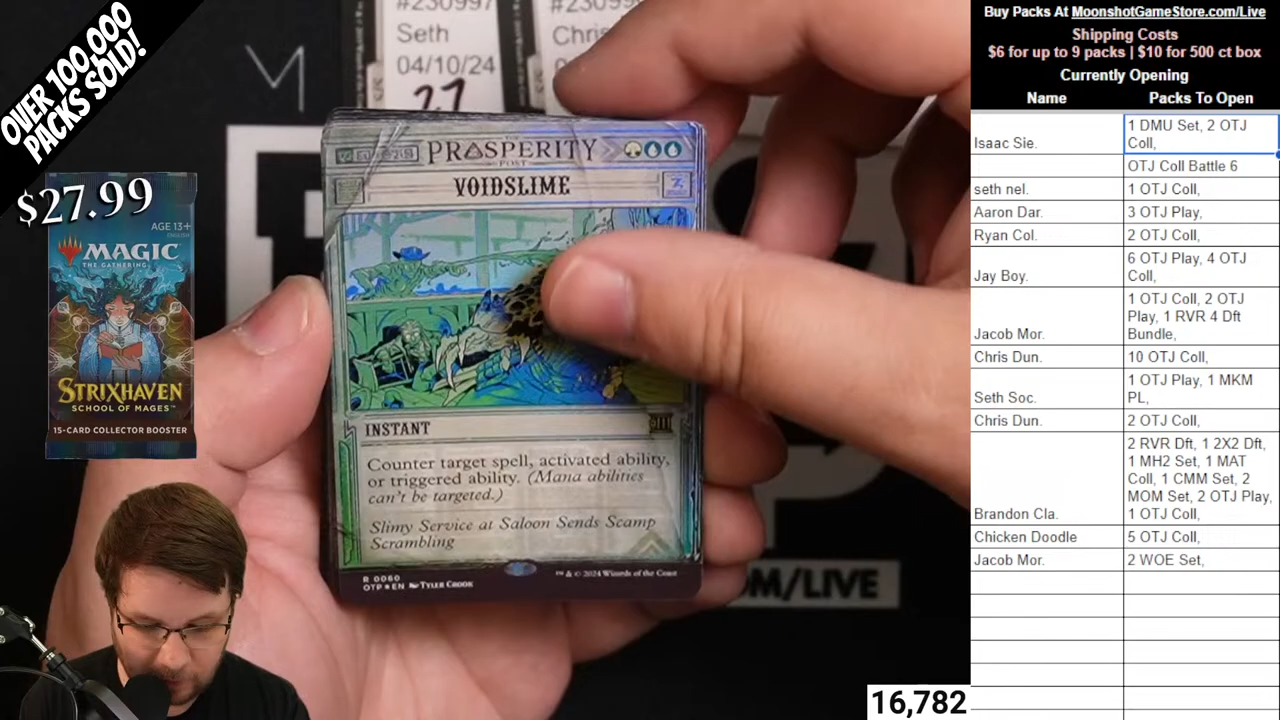 OVER 100,000
PACKS SOLD!
$27.99
AGE 13+
MAGIC
THE GATHERING
STRIXHAVEN
SCHOOL OF MAGES™
15-CARD COLLECTOR BOOSTER
#230997
Seth
04/10/24
27
Chris
PROSPERITY
POST
VOIDSLIME
INSTANT
Counter target spell, activated ability,
or triggered ability. (Mana abilities
can't be targeted.)
Slimy Service at Saloon Sends Scamp
Scrambling
R 0060
OTP EN TYLER CROOK
™ & © 2024 Wizards of the Coast
OM/LIVE
16,782
Buy Packs At MoonshotGameStore.com/Live
Shipping Costs
$6 for up to 9 packs | $10 for 500 ct box
Currently Opening
Name Packs To Open
Isaac Sie. 1 DMU Set, 2 OTJ
Coll,
OTJ Coll Battle 6
seth nel. 1 OTJ Coll,
Aaron Dar. 3 OTJ Play,
Ryan Col. 2 OTJ Coll,
Jay Boy. 6 OTJ Play, 4 OTJ
Coll,
Jacob Mor. 1 OTJ Coll, 2 OTJ
Play, 1 RVR 4 Dft
Bundle,
Chris Dun. 10 OTJ Coll,
Seth Soc. 1 OTJ Play, 1 MKM
PL,
Chris Dun. 2 OTJ Coll,
Brandon Cla. 2 RVR Dft, 1 2X2 Dft,
1 MH2 Set, 1 MAT
Coll, 1 CMM Set, 2
MOM Set, 2 OTJ Play,
1 OTJ Coll,
Chicken Doodle 5 OTJ Coll,
Jacob Mor. 2 WOE Set,